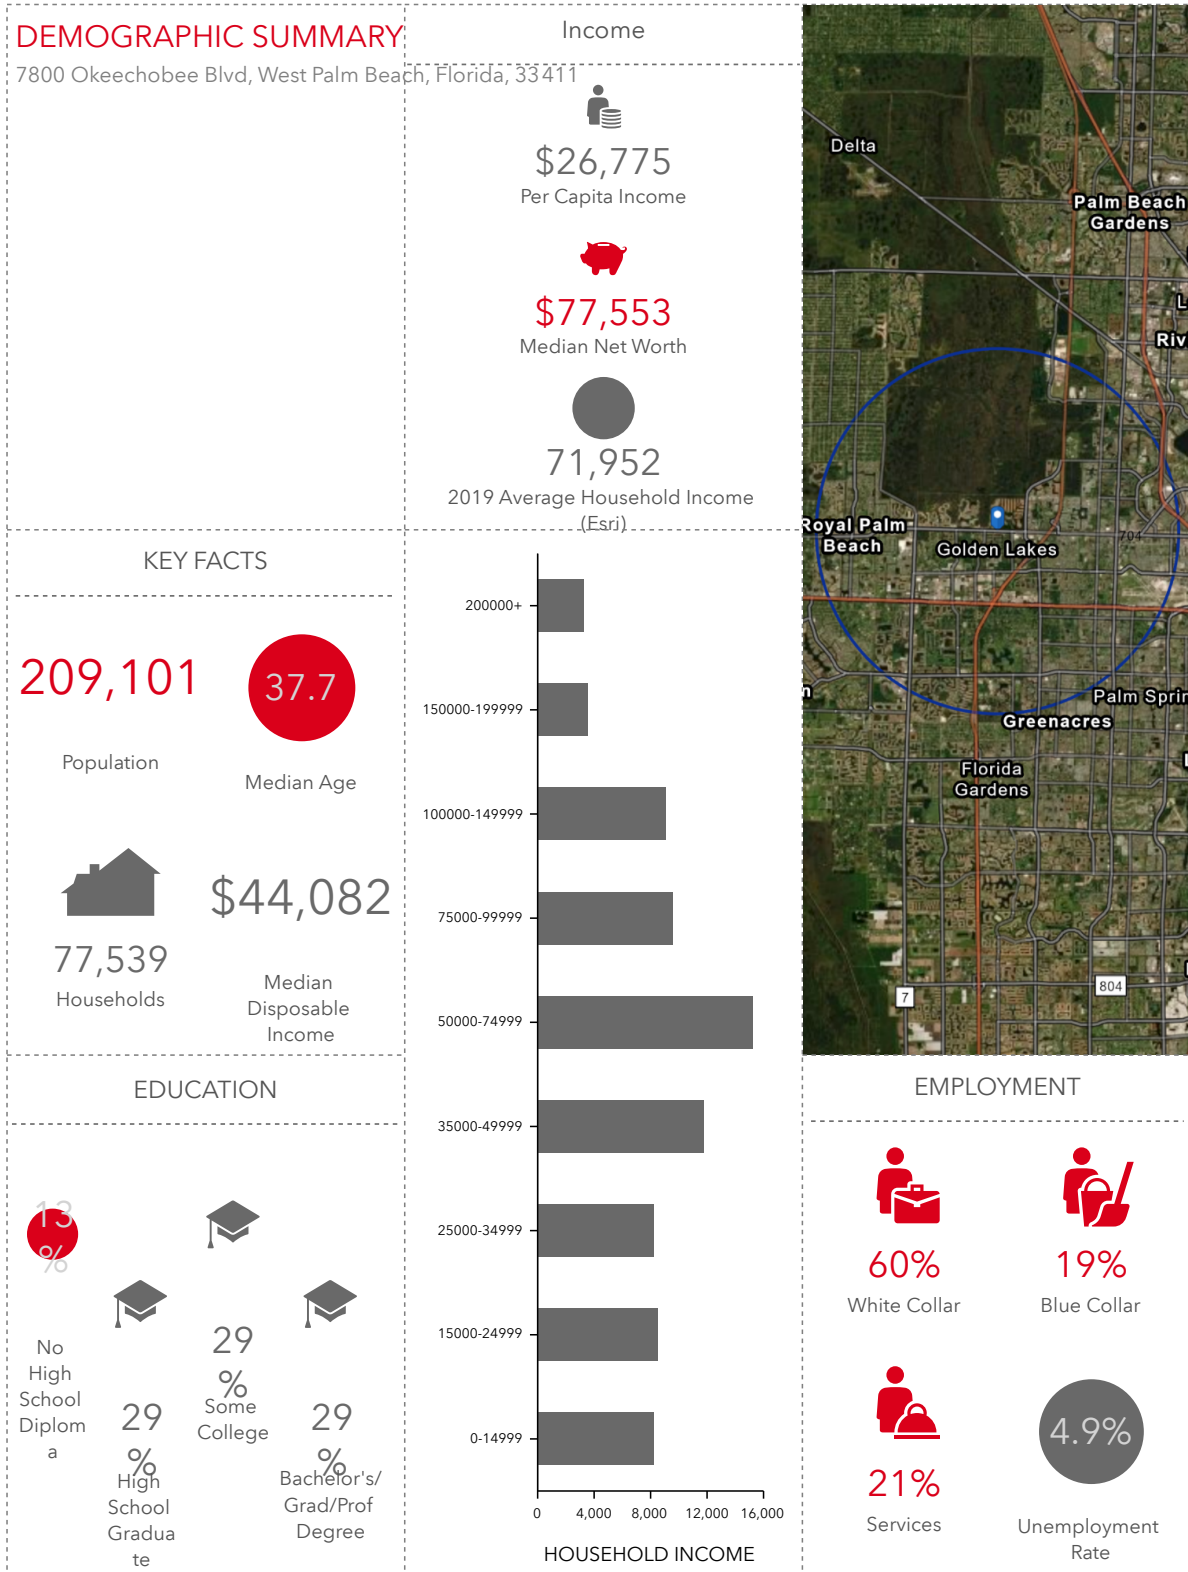 DEMOGRAPHIC SUMMARY
7800 Okeechobee Blvd, West Palm Beach, Florida, 33411
Income
$26,775
Per Capita Income
$77,553
Median Net Worth
71,952
2019 Average Household Income
(Esri)
KEY FACTS
209,101
Population
37.7
Median Age
77,539
Households
$44,082
Median
Disposable
Income
EDUCATION
13
%
No
High
School
Diplom
a
29
%
High
School
Gradua
te
29
%
Some
College
29
%
Bachelor's/
Grad/Prof
Degree
200000+
150000-199999
100000-149999
75000-99999
50000-74999
35000-49999
25000-34999
15000-24999
0-14999
0
4,000
8,000
12,000
16,000
HOUSEHOLD INCOME
Delta
Palm Beach
Gardens
L
Riv
Royal Palm
Beach
Golden Lakes
704
n
Palm Sprin
Greenacres
Florida
Gardens
7
804
EMPLOYMENT
60%
White Collar
19%
Blue Collar
21%
Services
4.9%
Unemployment
Rate